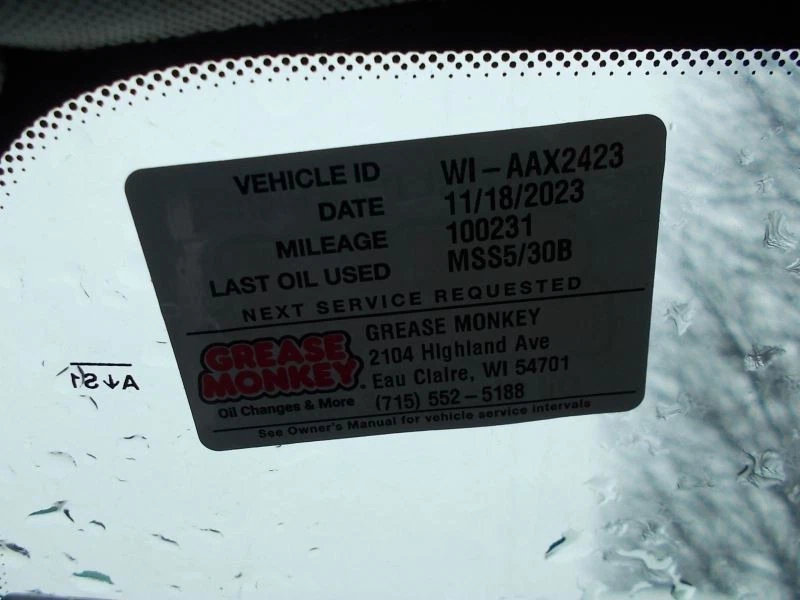 VEHICLE ID WI-AAX2423
DATE 11/18/2023
MILEAGE 100231
LAST OIL USED MSS5/30B
NEXT SERVICE REQUESTED
GREASE MONKEY
Oil Changes & More
GREASE MONKEY
2104 Highland Ave
Eau Claire, WI 54701
(715) 552-5188
See Owner's Manual for vehicle service intervals
AS1